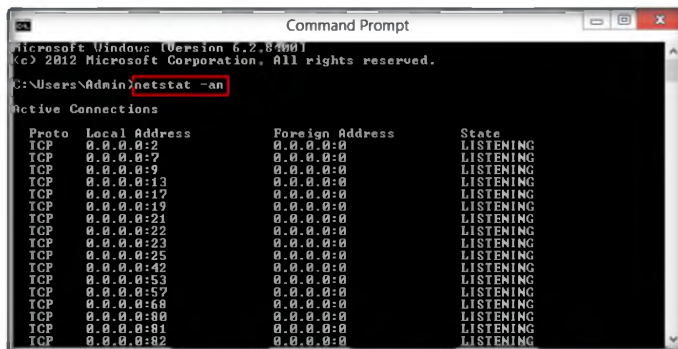 Command Prompt
Microsoft Windows [Version 6.2.8400]
(c) 2012 Microsoft Corporation. All rights reserved.
C:\Users\Admin>netstat -an
Active Connections
Proto Local Address Foreign Address State
TCP 0.0.0.0:2 0.0.0.0:0 LISTENING
TCP 0.0.0.0:7 0.0.0.0:0 LISTENING
TCP 0.0.0.0:9 0.0.0.0:0 LISTENING
TCP 0.0.0.0:13 0.0.0.0:0 LISTENING
TCP 0.0.0.0:17 0.0.0.0:0 LISTENING
TCP 0.0.0.0:19 0.0.0.0:0 LISTENING
TCP 0.0.0.0:21 0.0.0.0:0 LISTENING
TCP 0.0.0.0:22 0.0.0.0:0 LISTENING
TCP 0.0.0.0:23 0.0.0.0:0 LISTENING
TCP 0.0.0.0:25 0.0.0.0:0 LISTENING
TCP 0.0.0.0:42 0.0.0.0:0 LISTENING
TCP 0.0.0.0:53 0.0.0.0:0 LISTENING
TCP 0.0.0.0:57 0.0.0.0:0 LISTENING
TCP 0.0.0.0:68 0.0.0.0:0 LISTENING
TCP 0.0.0.0:80 0.0.0.0:0 LISTENING
TCP 0.0.0.0:81 0.0.0.0:0 LISTENING
TCP 0.0.0.0:82 0.0.0.0:0 LISTENING